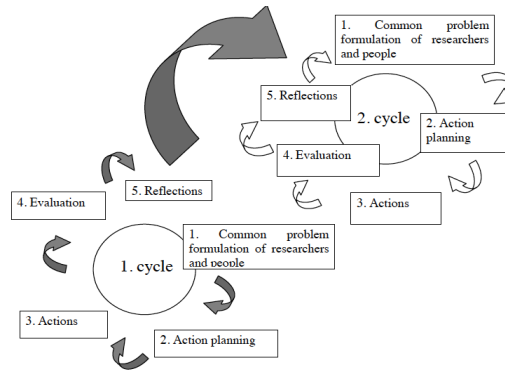 1. Common problem
formulation of researchers
and people
5. Reflections
2. cycle
2. Action
planning
4. Evaluation
3. Actions
5. Reflections
4. Evaluation
1. Common problem
formulation of researchers
and people
1. cycle
3. Actions
2. Action planning